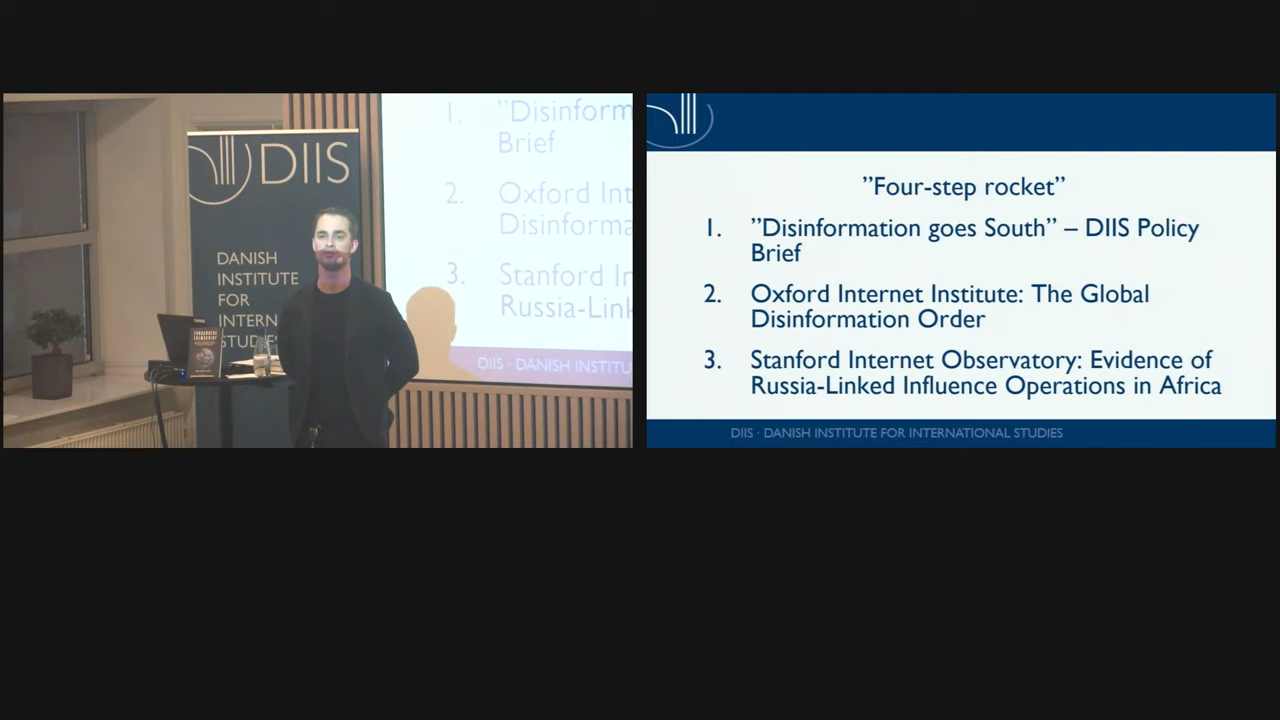 1. ”Disinform
Brief
2. Oxford Int
Disinforma
3. Stanford In
Russia-Link
DIIS · DANISH INSTITU
DIIS
DANISH
INSTITUTE
FOR
INTERN
STUDIES
”Four-step rocket”
1. ”Disinformation goes South” – DIIS Policy
Brief
2. Oxford Internet Institute: The Global
Disinformation Order
3. Stanford Internet Observatory: Evidence of
Russia-Linked Influence Operations in Africa
DIIS · DANISH INSTITUTE FOR INTERNATIONAL STUDIES